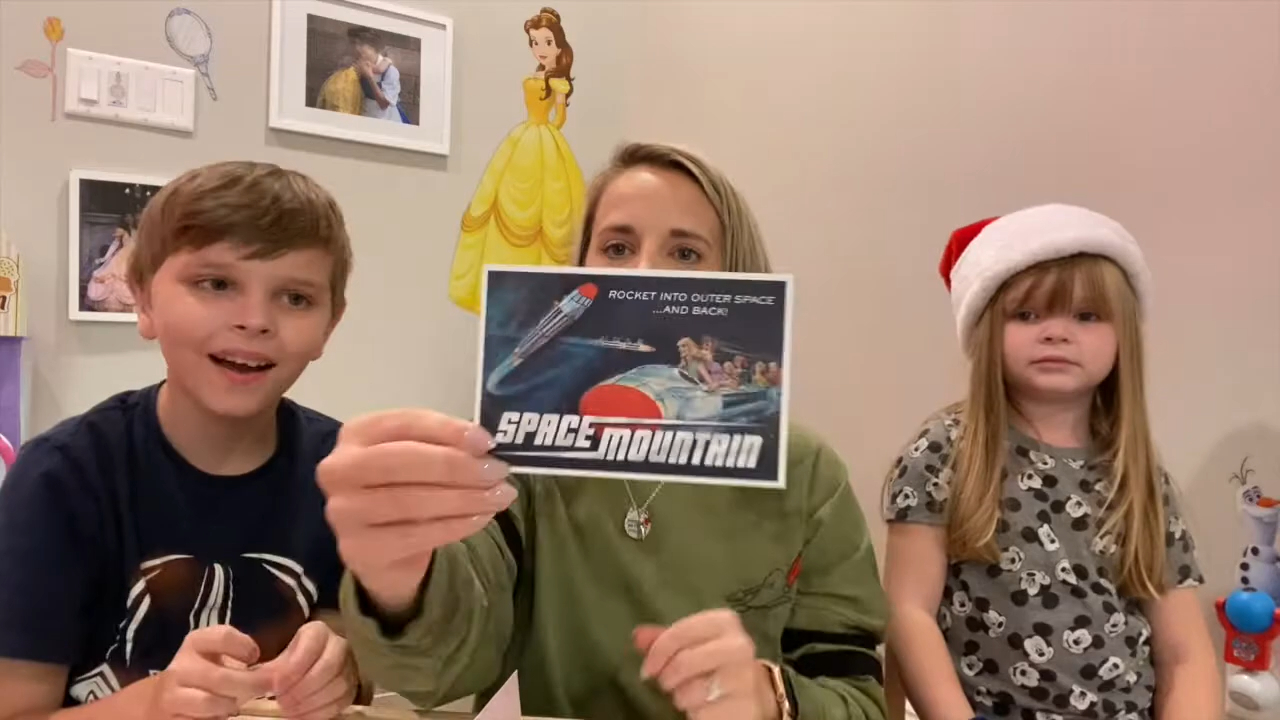 ROCKET INTO OUTER SPACE
...AND BACK!
SPACE MOUNTAIN